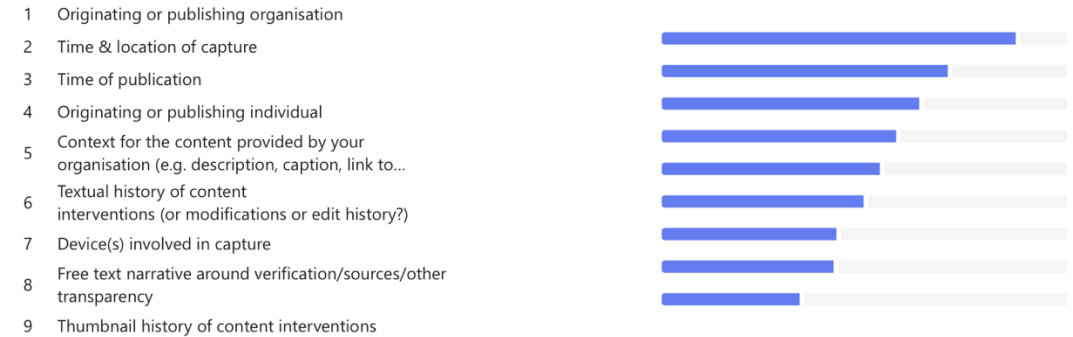 1 Originating or publishing organisation
2 Time & location of capture
3 Time of publication
4 Originating or publishing individual
5 Context for the content provided by your
organisation (e.g. description, caption, link to...
6 Textual history of content
interventions (or modifications or edit history?)
7 Device(s) involved in capture
8 Free text narrative around verification/sources/other
transparency
9 Thumbnail history of content interventions